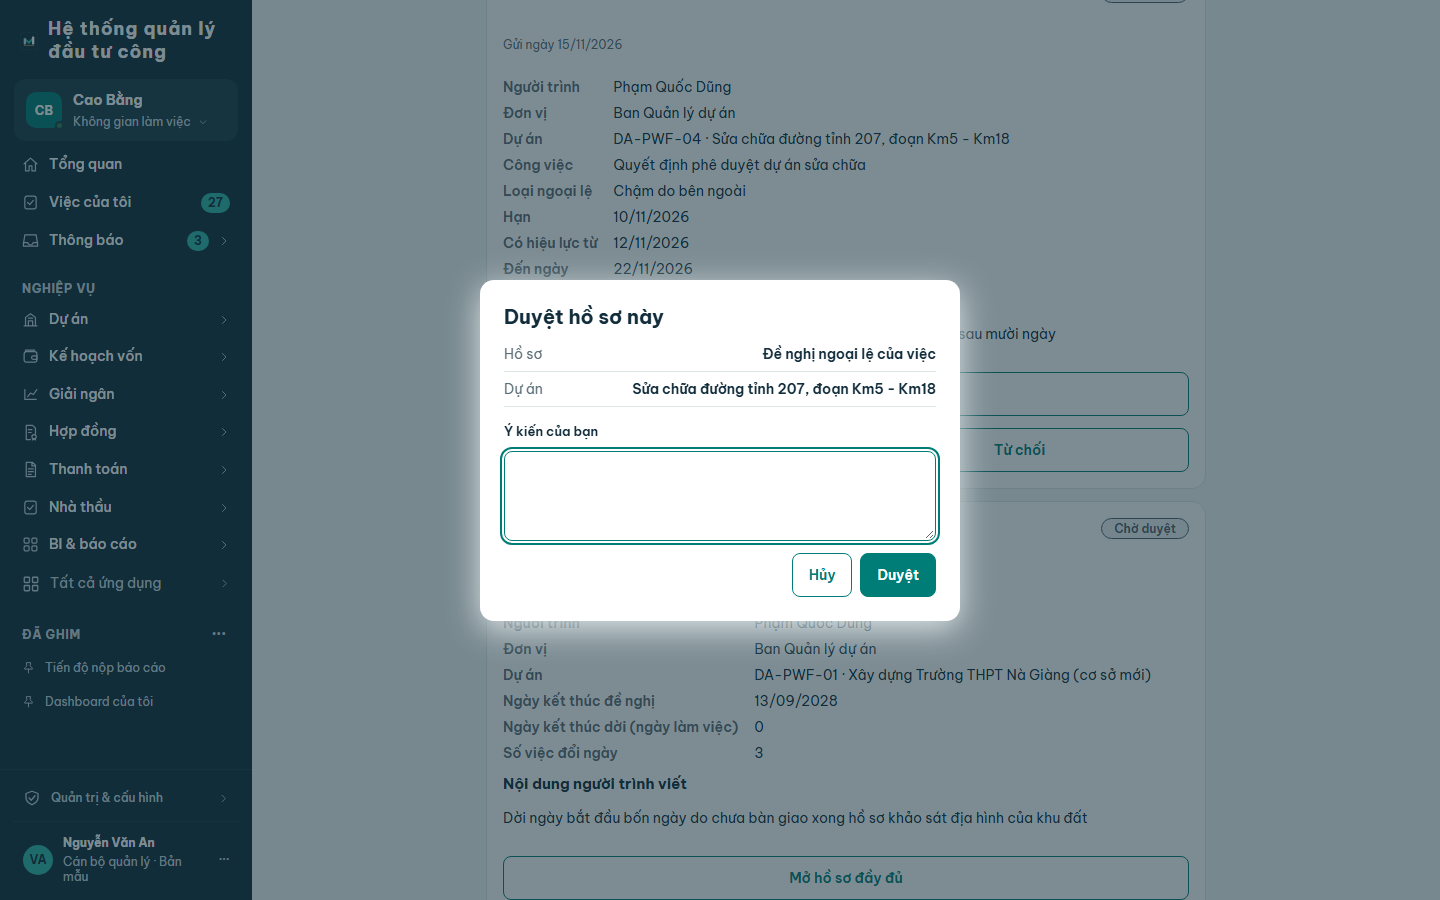 Hệ thống quản lý
đầu tư công
CB
Cao Bằng
Không gian làm việc
Tổng quan
Việc của tôi
27
Thông báo
3
NGHIỆP VỤ
Dự án
Kế hoạch vốn
Giải ngân
Hợp đồng
Thanh toán
Nhà thầu
BI & báo cáo
Tất cả ứng dụng
ĐÃ GHIM
Tiến độ nộp báo cáo
Dashboard của tôi
Quản trị & cấu hình
VA
Nguyễn Văn An
Cán bộ quản lý · Bản
mẫu
Gửi ngày 15/11/2026
Người trình Phạm Quốc Dũng
Đơn vị Ban Quản lý dự án
Dự án DA-PWF-04 · Sửa chữa đường tỉnh 207, đoạn Km5 - Km18
Công việc Quyết định phê duyệt dự án sửa chữa
Loại ngoại lệ Chậm do bên ngoài
Hạn 10/11/2026
Có hiệu lực từ 12/11/2026
Đến ngày 22/11/2026
sau mười ngày
Từ chối
Duyệt hồ sơ này
Hồ sơ Đề nghị ngoại lệ của việc
Dự án Sửa chữa đường tỉnh 207, đoạn Km5 - Km18
Ý kiến của bạn
Hủy
Duyệt
Chờ duyệt
Người trình Phạm Quốc Dũng
Đơn vị Ban Quản lý dự án
Dự án DA-PWF-01 · Xây dựng Trường THPT Nà Giàng (cơ sở mới)
Ngày kết thúc đề nghị 13/09/2028
Ngày kết thúc dời (ngày làm việc) 0
Số việc đổi ngày 3
Nội dung người trình viết
Dời ngày bắt đầu bốn ngày do chưa bàn giao xong hồ sơ khảo sát địa hình của khu đất
Mở hồ sơ đầy đủ